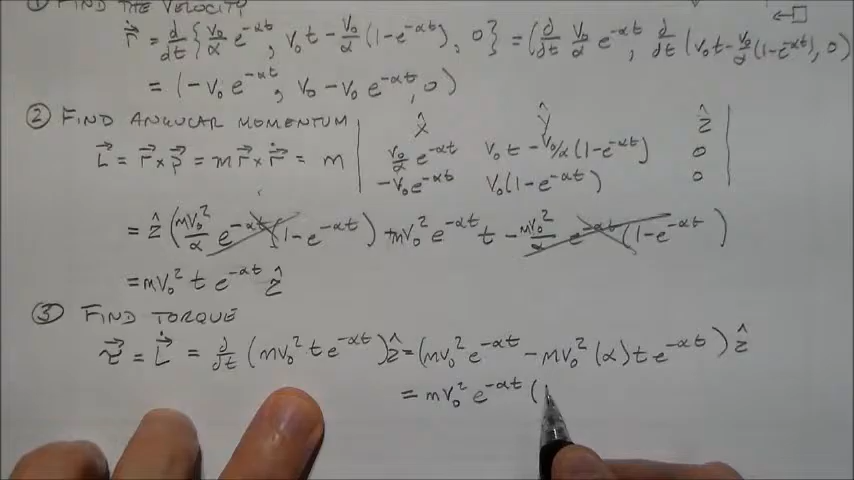 ① FIND THE VELOCITY
ṙ⃗ = d/dt { v₀/α e^(-αt), v₀t - v₀/α (1-e^(-αt)), 0 } = ( d/dt v₀/α e^(-αt), d/dt (v₀t - v₀/α (1-e^(-αt)), 0 )
= (-v₀e^(-αt), v₀ - v₀e^(-αt), 0)
② FIND ANGULAR MOMENTUM
L⃗ = r⃗ × p⃗ = m r⃗ × ṙ⃗ = m | x̂ ŷ ẑ |
| v₀/α e^(-αt) v₀t - v₀/α (1-e^(-αt)) 0 |
| -v₀e^(-αt) v₀(1-e^(-αt)) 0 |
= ẑ ( mv₀²/α e^(-αt) (1-e^(-αt)) + mv₀² e^(-αt) t - mv₀²/α e^(-αt) (1-e^(-αt) )
= mv₀² t e^(-αt) ẑ
③ FIND TORQUE
τ⃗ = L̇⃗ = d/dt (mv₀² t e^(-αt)) ẑ = (mv₀² e^(-αt) - mv₀² (α) t e^(-αt)) ẑ
= mv₀² e^(-αt) (